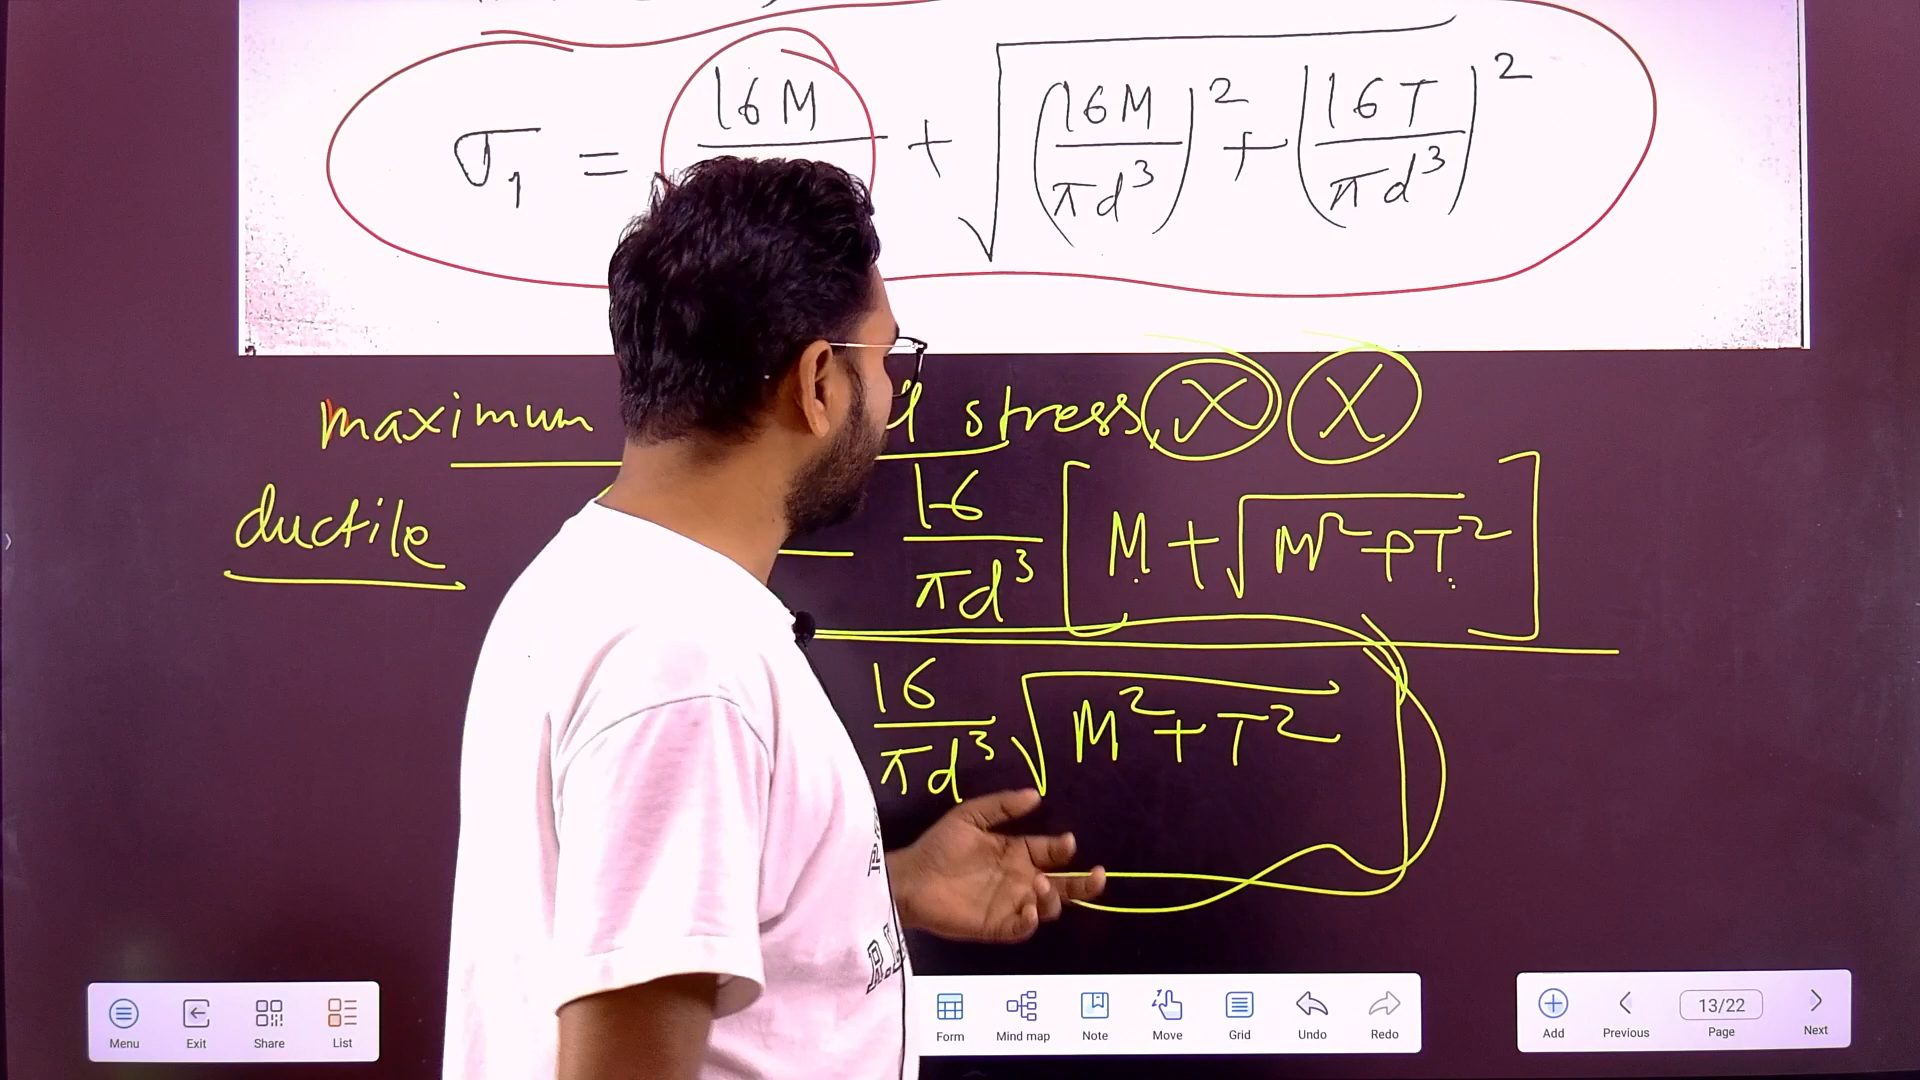 σ₁ = 16M + √(16M/πd³)² + (16T/πd³)²
maximum stress, X X
ductile
16/πd³ [M + √M²+T²]
16/πd³ √M²+T²
Menu Exit Share List Form Mind map Note Move Grid Undo Redo Add Previous 13/22 Page Next